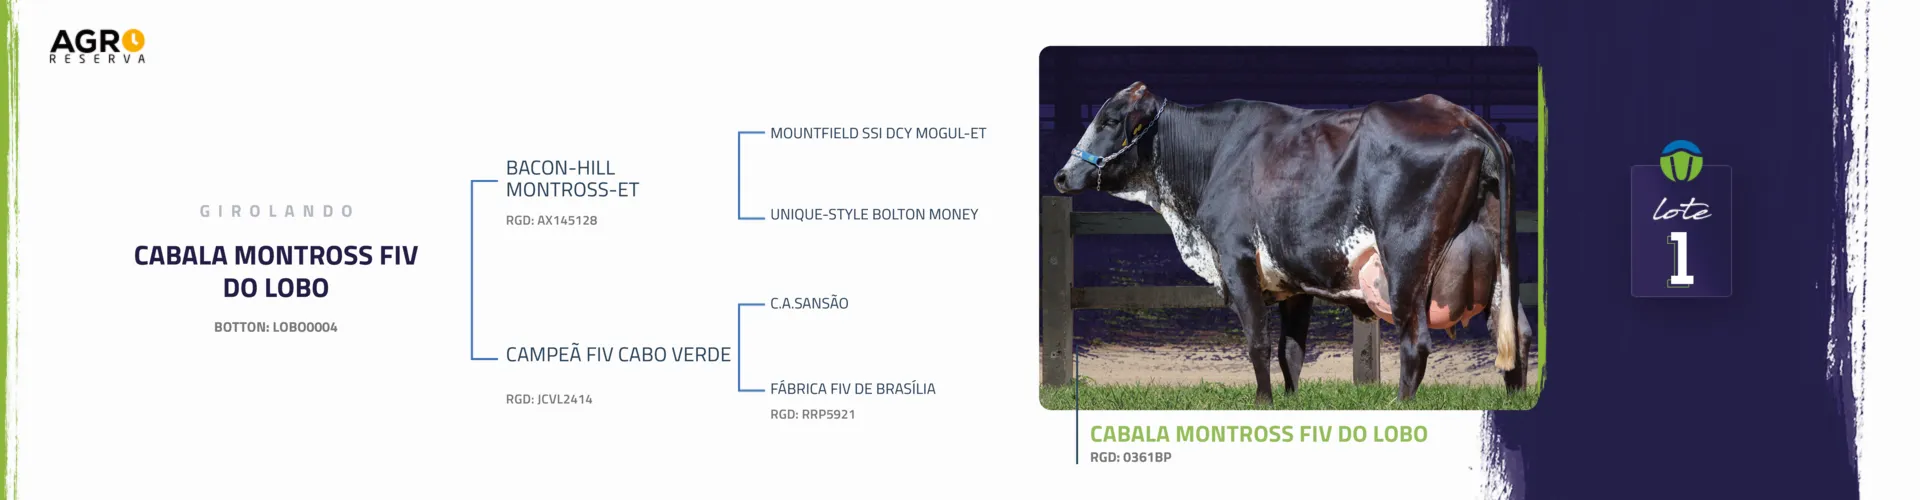 AGRO
RESERVA
GIROLANDO
CABALA MONTROSS FIV
DO LOBO
BOTTON: LOBO0004
BACON-HILL
MONTROSS-ET
RGD: AX145128
CAMPEÃ FIV CABO VERDE
RGD: JCVL2414
MOUNTFIELD SSI DCY MOGUL-ET
UNIQUE-STYLE BOLTON MONEY
C.A.SANSÃO
FÁBRICA FIV DE BRASÍLIA
RGD: RRP5921
CABALA MONTROSS FIV DO LOBO
RGD: 0361BP
lote
1